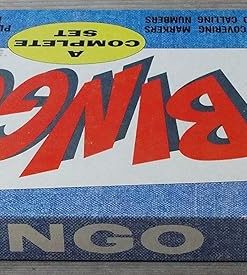 COVERING MARKERS
CALLING NUMBERS
A
COMPLETE
SET
BINGO
NGO